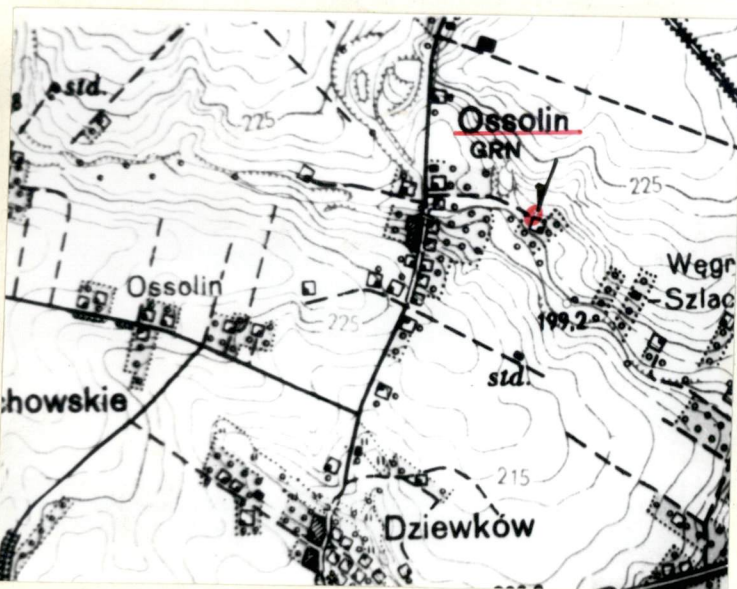 std.
225
Ossolin
GRN
225
Węgr
Szlac
Ossolin
225
199,2
std.
chowskie
215
Dziewków